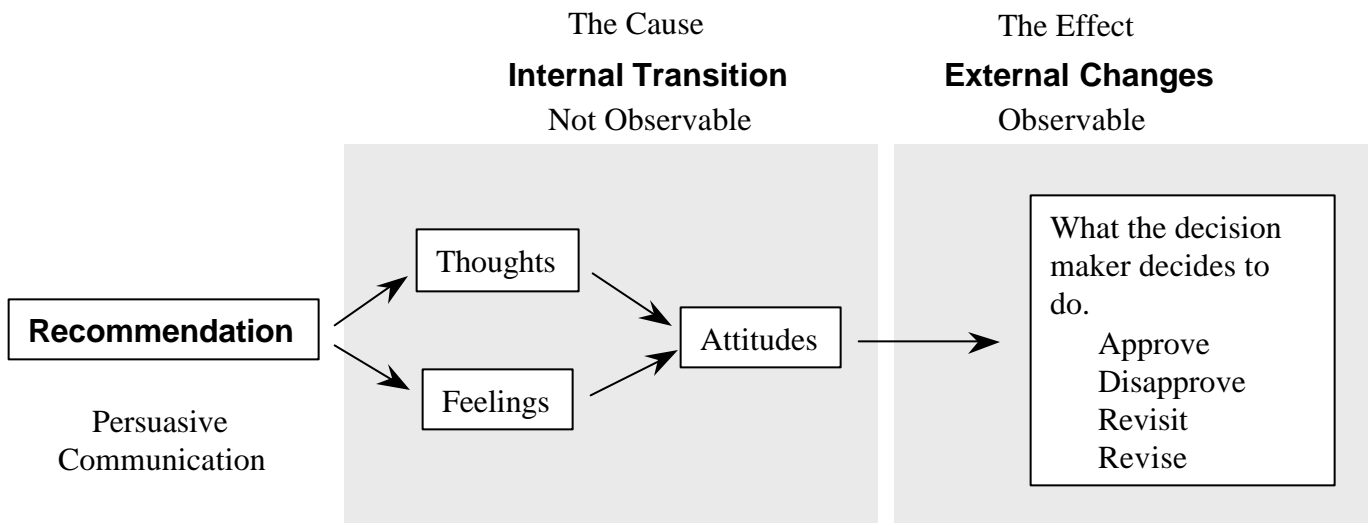 The Cause
Internal Transition
Not Observable
The Effect
External Changes
Observable
Recommendation
Persuasive
Communication
Thoughts
Feelings
Attitudes
What the decision
maker decides to
do.
Approve
Disapprove
Revisit
Revise